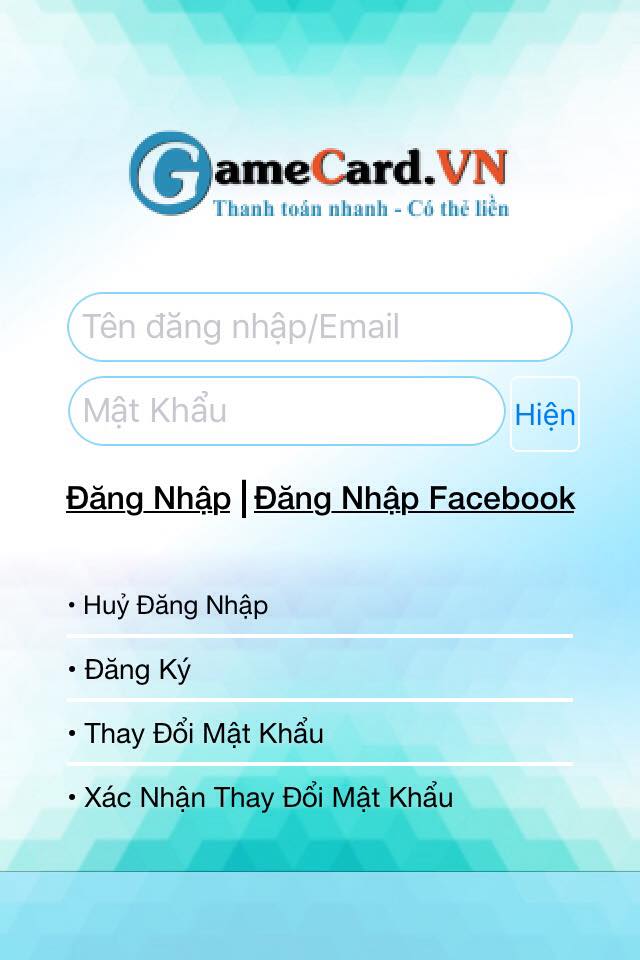 GameCard.VN
Thanh toán nhanh - Có thẻ liền
Tên đăng nhập/Email
Mật Khẩu
Hiện
Đăng Nhập | Đăng Nhập Facebook
• Huỷ Đăng Nhập
• Đăng Ký
• Thay Đổi Mật Khẩu
• Xác Nhận Thay Đổi Mật Khẩu